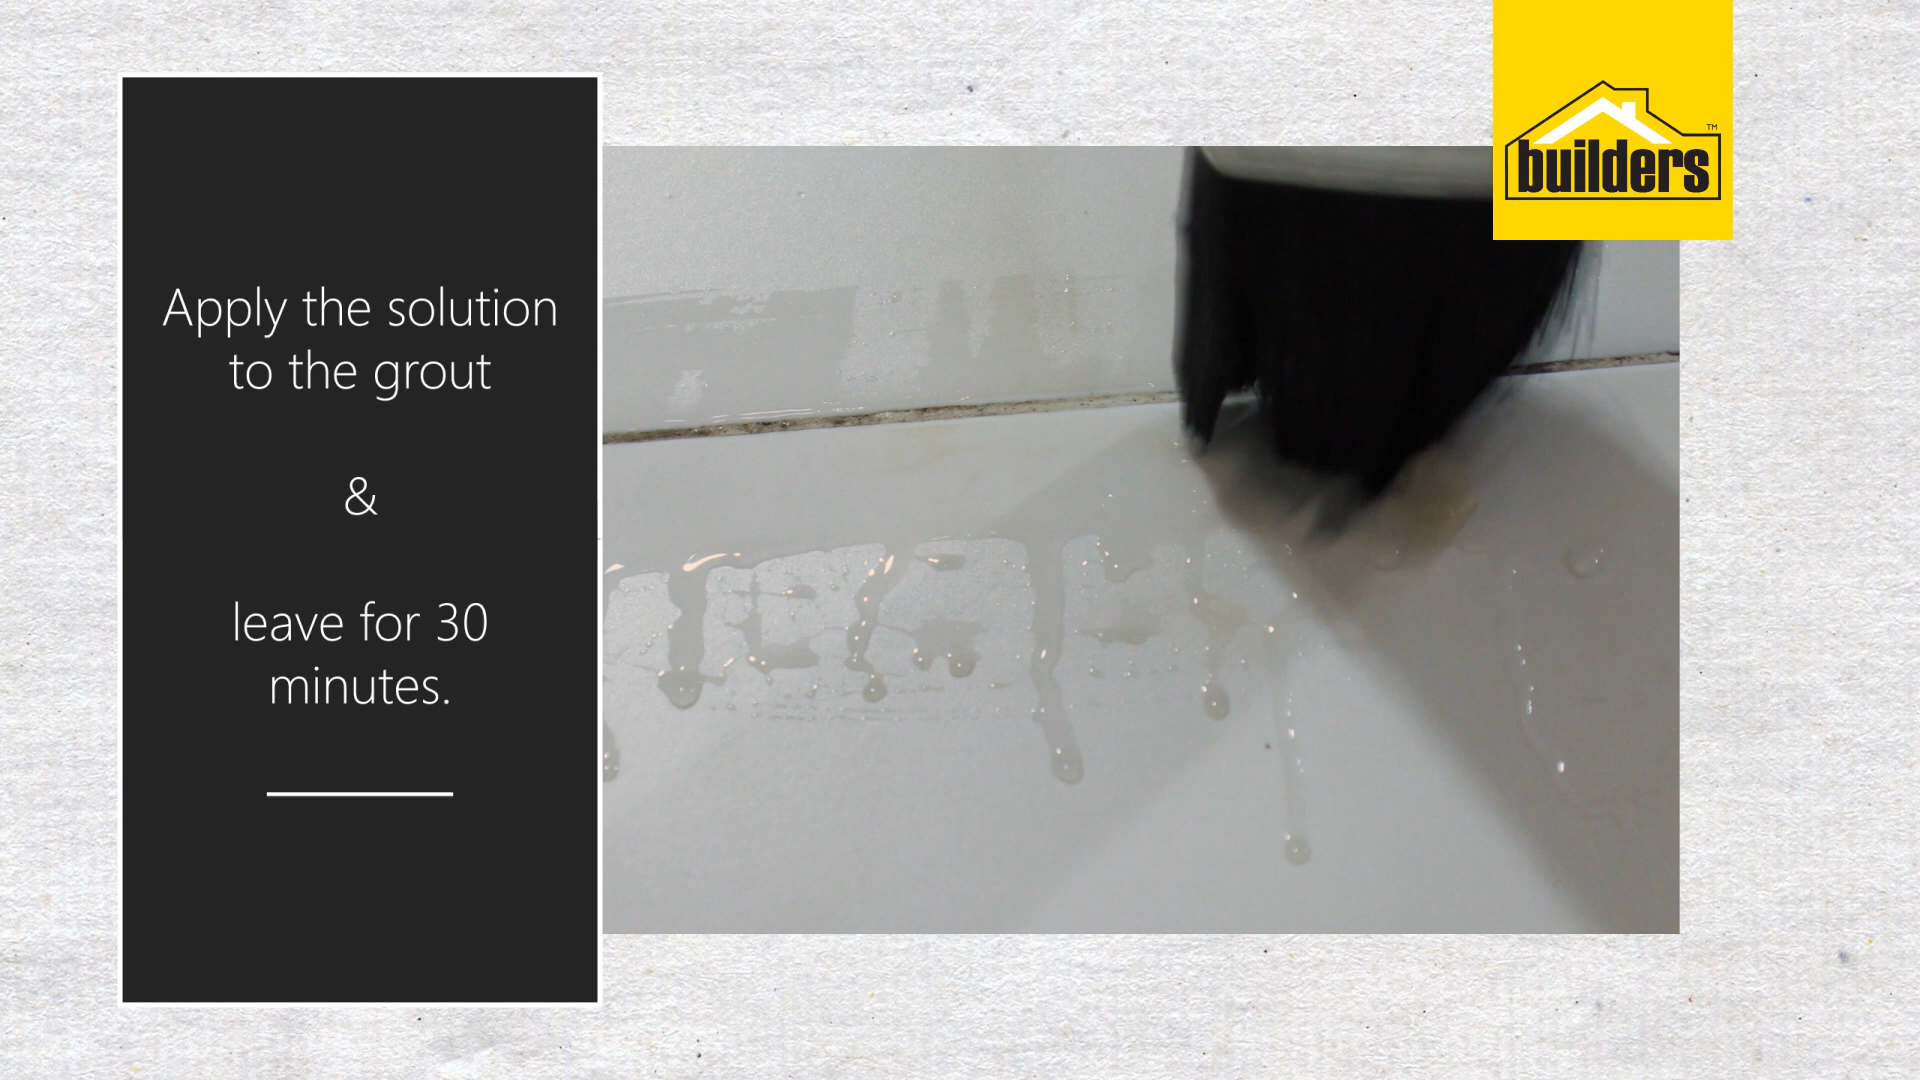 Apply the solution
to the grout
&
leave for 30
minutes.
builders
TM